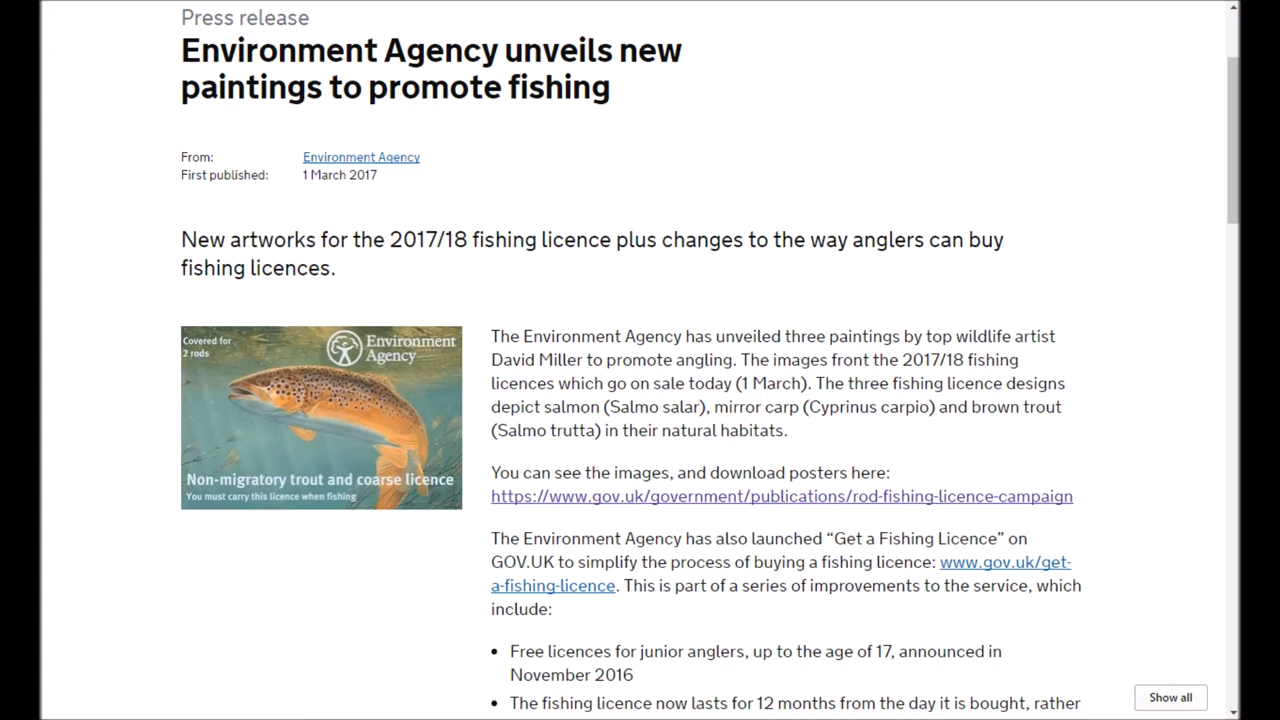 Press release
Environment Agency unveils new
paintings to promote fishing
From: Environment Agency
First published: 1 March 2017
New artworks for the 2017/18 fishing licence plus changes to the way anglers can buy
fishing licences.
Covered for
2 rods
Environment
Agency
Non-migratory trout and coarse licence
You must carry this licence when fishing
The Environment Agency has unveiled three paintings by top wildlife artist
David Miller to promote angling. The images front the 2017/18 fishing
licences which go on sale today (1 March). The three fishing licence designs
depict salmon (Salmo salar), mirror carp (Cyprinus carpio) and brown trout
(Salmo trutta) in their natural habitats.
You can see the images, and download posters here:
https://www.gov.uk/government/publications/rod-fishing-licence-campaign
The Environment Agency has also launched “Get a Fishing Licence” on
GOV.UK to simplify the process of buying a fishing licence: www.gov.uk/get-
a-fishing-licence. This is part of a series of improvements to the service, which
include:
• Free licences for junior anglers, up to the age of 17, announced in
November 2016
• The fishing licence now lasts for 12 months from the day it is bought, rather
Show all